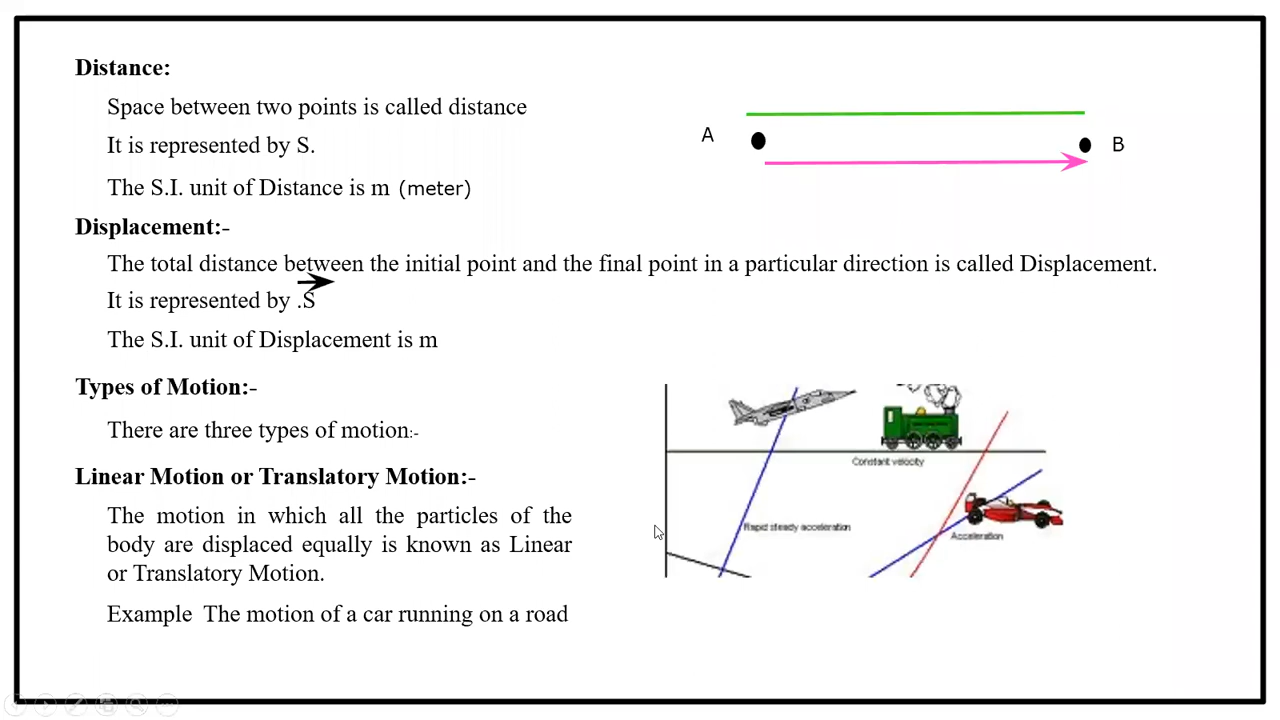 Distance:
Space between two points is called distance
It is represented by S.
The S.I. unit of Distance is m (meter)
A
B
Displacement:-
The total distance between the initial point and the final point in a particular direction is called Displacement.
It is represented by .S
The S.I. unit of Displacement is m
Types of Motion:-
There are three types of motion:-
Linear Motion or Translatory Motion:-
The motion in which all the particles of the
body are displaced equally is known as Linear
or Translatory Motion.
Example The motion of a car running on a road
Constant velocity
Rapid steady acceleration
Acceleration